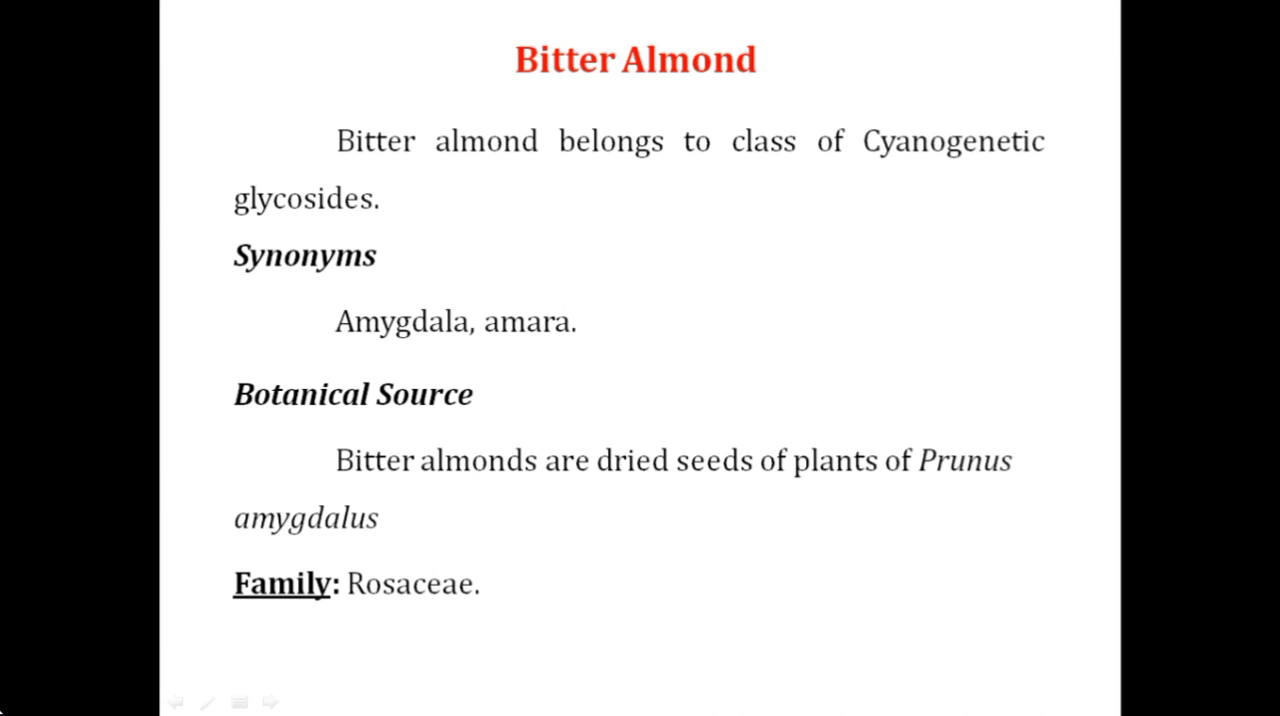 Bitter Almond
Bitter almond belongs to class of Cyanogenetic
glycosides.
Synonyms
Amygdala, amara.
Botanical Source
Bitter almonds are dried seeds of plants of Prunus
amygdalus
Family: Rosaceae.